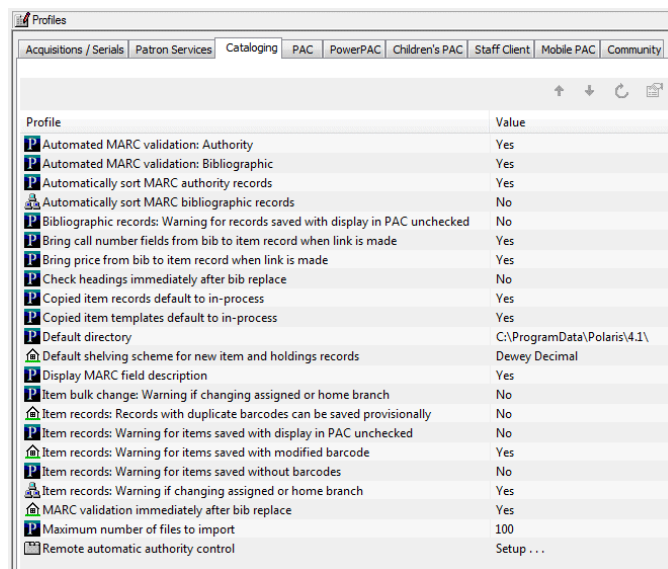 Profiles
Acquisitions / Serials Patron Services Cataloging PAC PowerPAC Children's PAC Staff Client Mobile PAC Community
Profile Value
Automated MARC validation: Authority Yes
Automated MARC validation: Bibliographic Yes
Automatically sort MARC authority records Yes
Automatically sort MARC bibliographic records No
Bibliographic records: Warning for records saved with display in PAC unchecked No
Bring call number fields from bib to item record when link is made Yes
Bring price from bib to item record when link is made Yes
Check headings immediately after bib replace No
Copied item records default to in-process Yes
Copied item templates default to in-process Yes
Default directory C:\ProgramData\Polaris\4.1\
Default shelving scheme for new item and holdings records Dewey Decimal
Display MARC field description Yes
Item bulk change: Warning if changing assigned or home branch No
Item records: Records with duplicate barcodes can be saved provisionally No
Item records: Warning for items saved with display in PAC unchecked No
Item records: Warning for items saved with modified barcode Yes
Item records: Warning for items saved without barcodes No
Item records: Warning if changing assigned or home branch Yes
MARC validation immediately after bib replace Yes
Maximum number of files to import 100
Remote automatic authority control Setup . . .